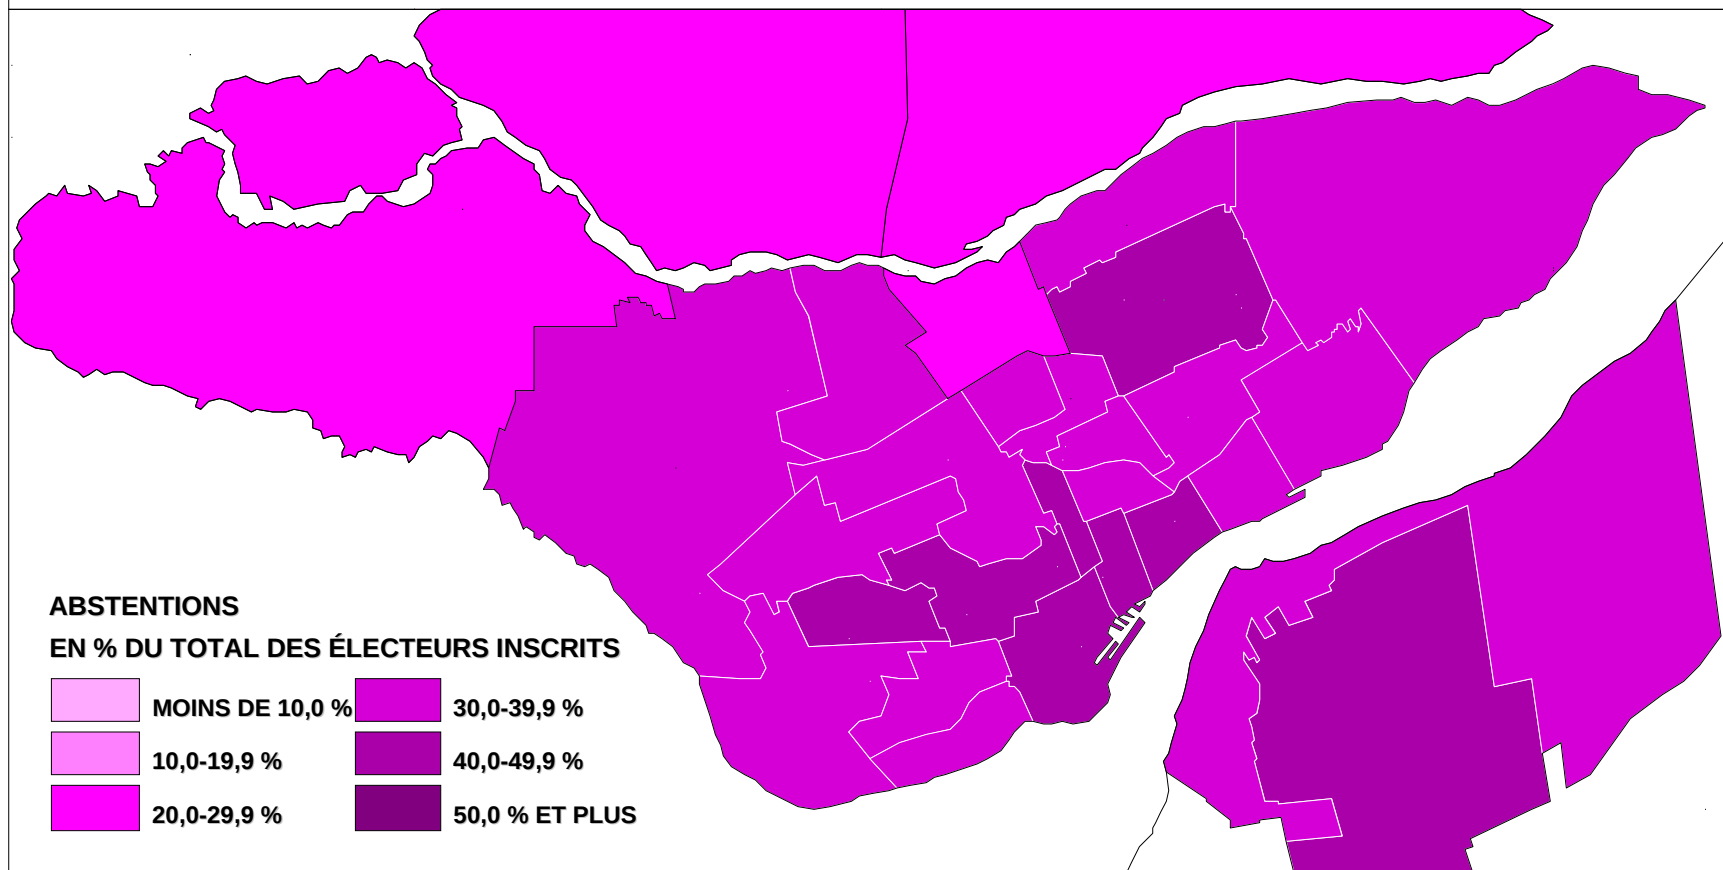 ABSTENTIONS
EN % DU TOTAL DES ÉLECTEURS INSCRITS
MOINS DE 10,0 %
10,0-19,9 %
20,0-29,9 %
30,0-39,9 %
40,0-49,9 %
50,0 % ET PLUS